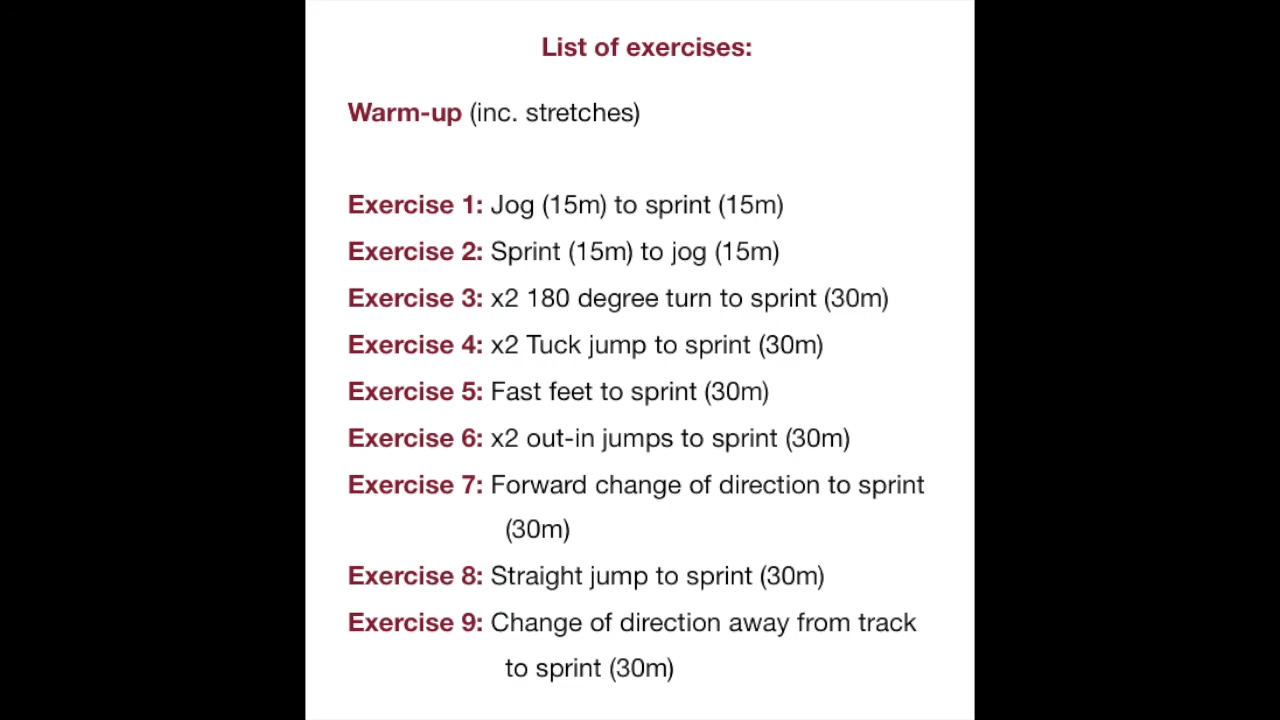 List of exercises:
Warm-up (inc. stretches)
Exercise 1: Jog (15m) to sprint (15m)
Exercise 2: Sprint (15m) to jog (15m)
Exercise 3: x2 180 degree turn to sprint (30m)
Exercise 4: x2 Tuck jump to sprint (30m)
Exercise 5: Fast feet to sprint (30m)
Exercise 6: x2 out-in jumps to sprint (30m)
Exercise 7: Forward change of direction to sprint
(30m)
Exercise 8: Straight jump to sprint (30m)
Exercise 9: Change of direction away from track
to sprint (30m)